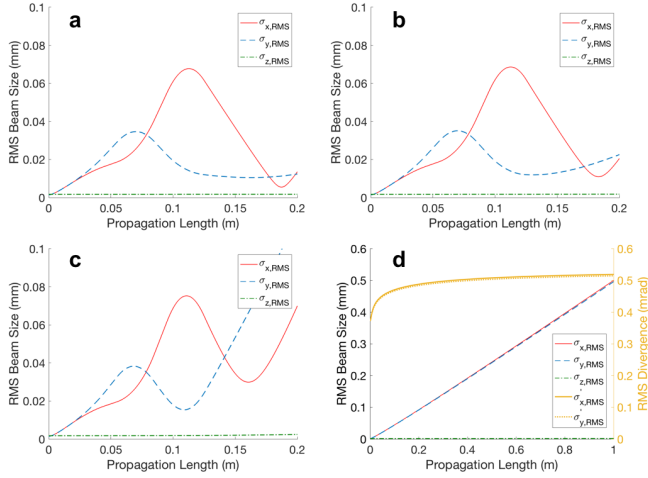 a
0.1
0.08
0.06
0.04
0.02
0
RMS Beam Size (mm)
0
0.05
0.1
0.15
0.2
Propagation Length (m)
σx,RMS
σy,RMS
σz,RMS
b
0.1
0.08
0.06
0.04
0.02
0
RMS Beam Size (mm)
0
0.05
0.1
0.15
0.2
Propagation Length (m)
σx,RMS
σy,RMS
σz,RMS
c
0.1
0.08
0.06
0.04
0.02
0
RMS Beam Size (mm)
0
0.05
0.1
0.15
0.2
Propagation Length (m)
σx,RMS
σy,RMS
σz,RMS
d
0.6
0.5
0.4
0.3
0.2
0.1
0
RMS Beam Size (mm)
0
0.2
0.4
0.6
0.8
1
Propagation Length (m)
0.6
0.5
0.4
0.3
0.2
0.1
0
RMS Divergence (mrad)
σx,RMS
σy,RMS
σz,RMS
σ'x,RMS
σ'y,RMS